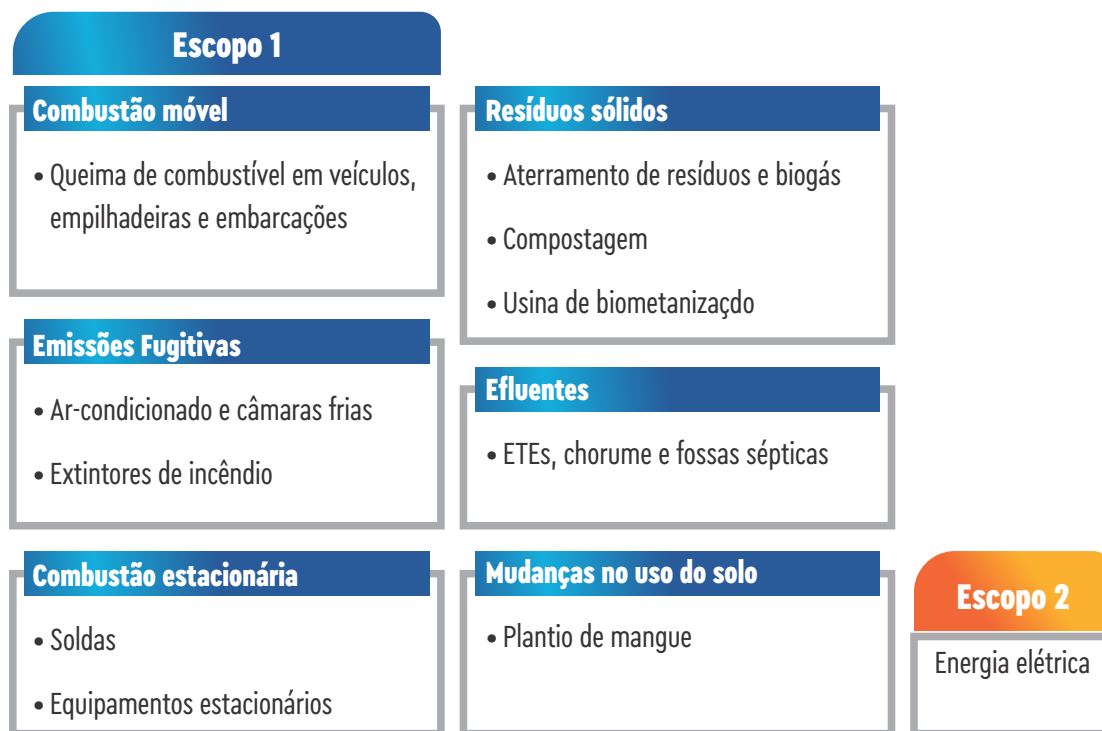 Escopo 1
Combustão móvel
• Queima de combustível em veículos,
empilhadeiras e embarcações
Emissões Fugitivas
• Ar-condicionado e câmaras frias
• Extintores de incêndio
Combustão estacionária
• Soldas
• Equipamentos estacionários
Resíduos sólidos
• Aterramento de resíduos e biogás
• Compostagem
• Usina de biometanizaçdo
Efluentes
• ETEs, chorume e fossas sépticas
Mudanças no uso do solo
• Plantio de mangue
Escopo 2
Energia elétrica